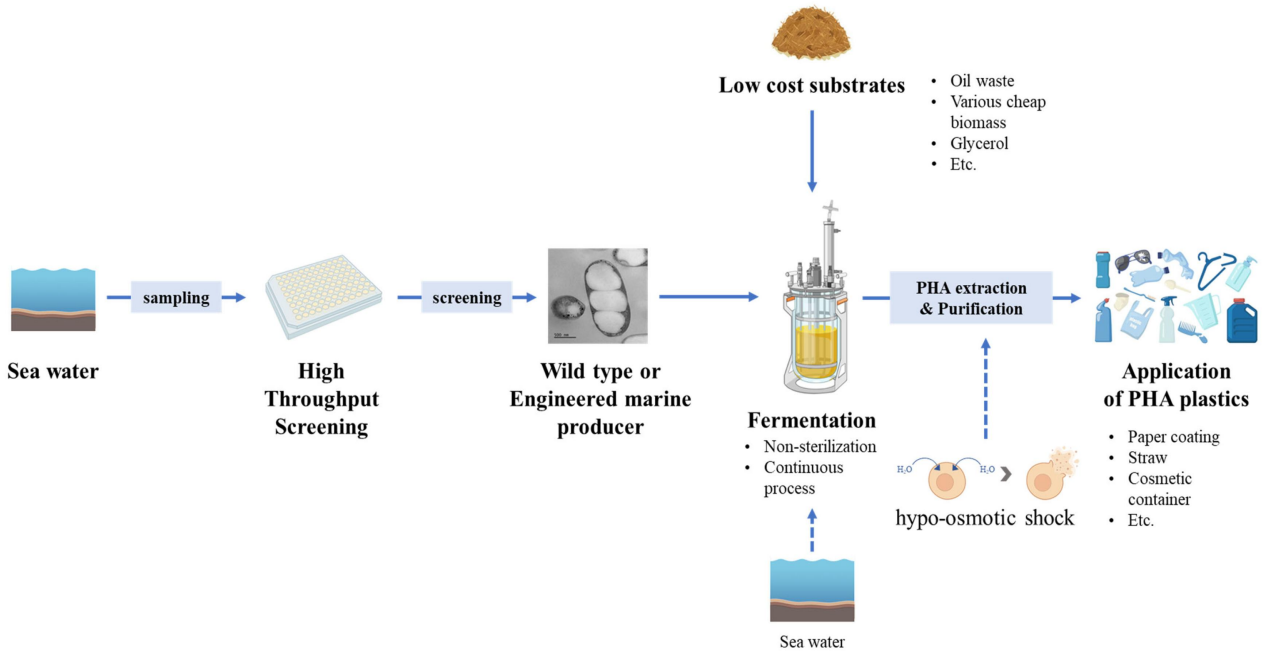 Low cost substrates
• Oil waste
• Various cheap
biomass
• Glycerol
• Etc.
sampling
screening
PHA extraction
& Purification
Sea water
High
Throughput
Screening
Wild type or
Engineered marine
producer
Fermentation
• Non-sterilization
• Continuous
process
Application
of PHA plastics
• Paper coating
• Straw
• Cosmetic
container
• Etc.
H₂O
H₂O
hypo-osmotic shock
Sea water